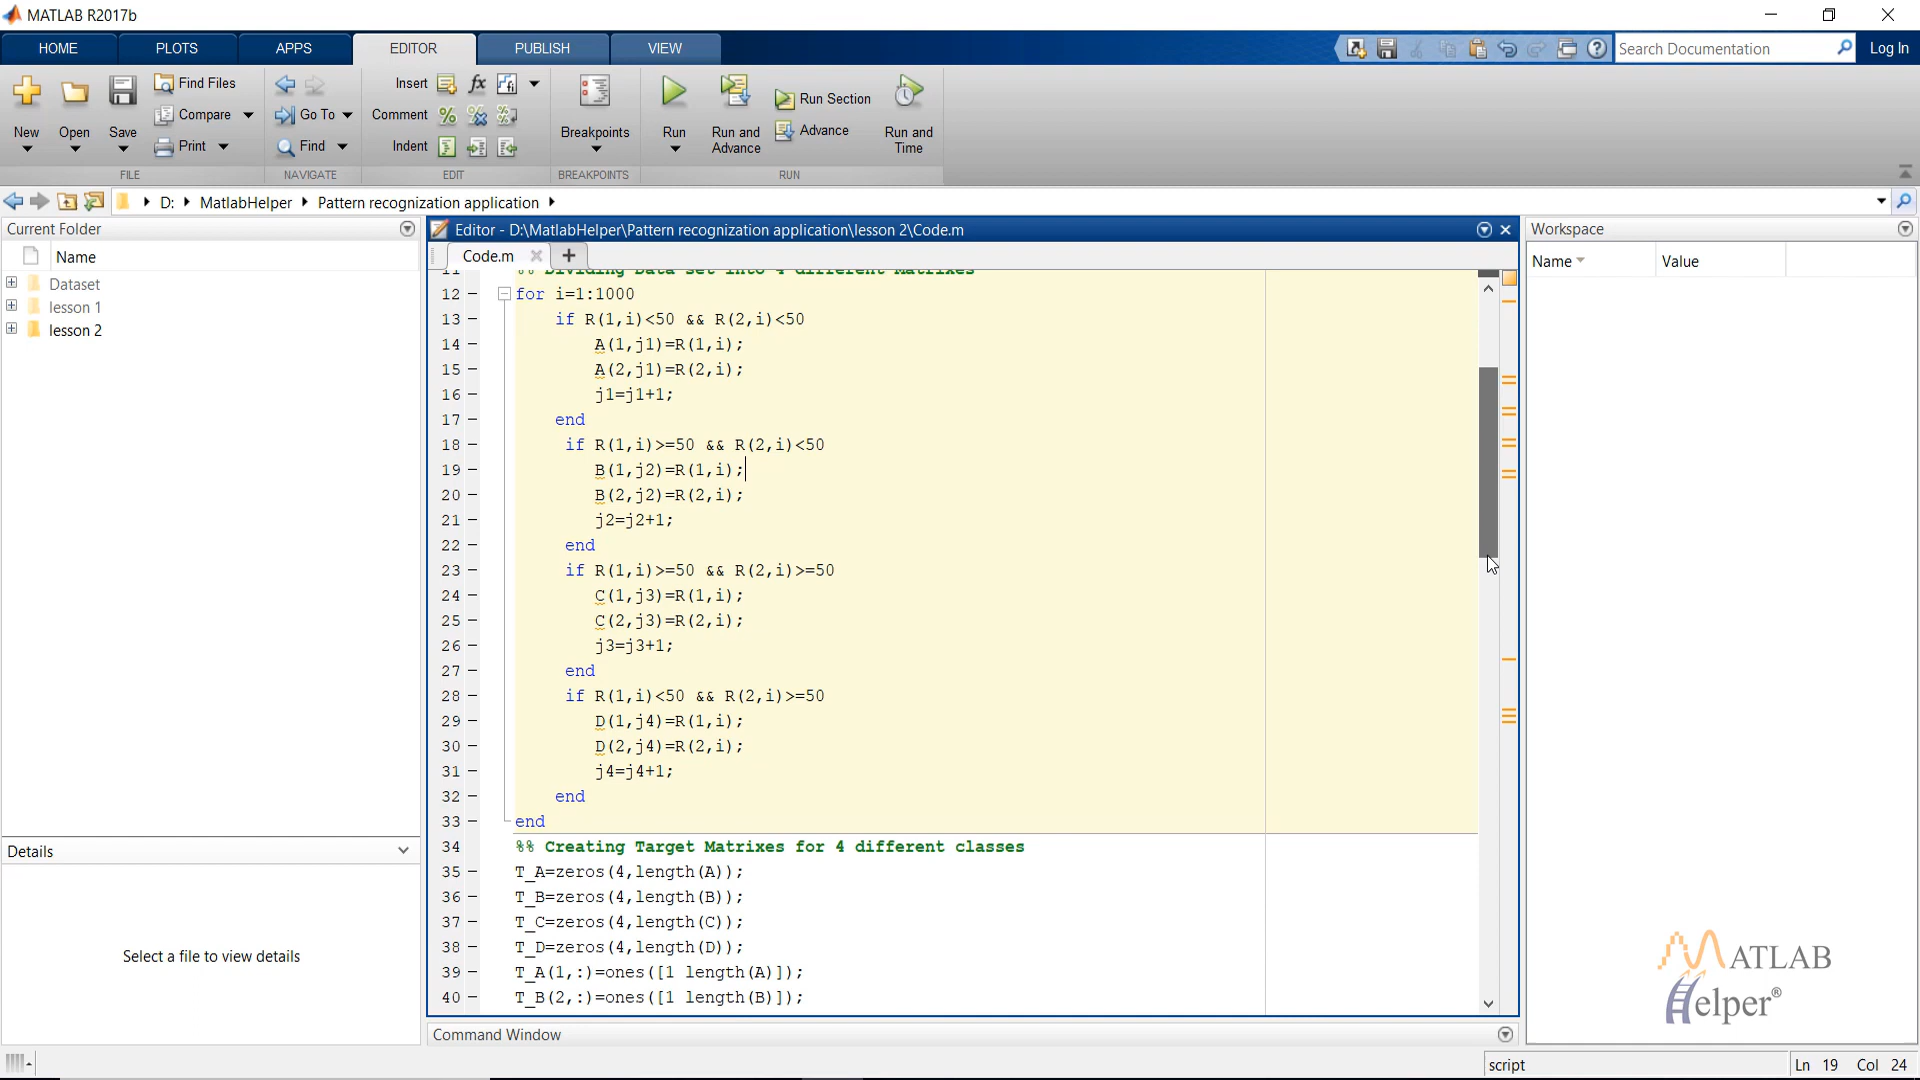 MATLAB R2017b
HOME PLOTS APPS EDITOR PUBLISH VIEW
Search Documentation
Log In
New
Open
Save
Find Files
Compare
Print
FILE
Go To
Find
NAVIGATE
Insert
Comment
Indent
EDIT
Breakpoints
BREAKPOINTS
Run
Run and Advance
Run Section
Advance
Run and Time
RUN
D: MatlabHelper Pattern recognization application
Current Folder
Name
Dataset
lesson 1
lesson 2
Details
Select a file to view details
Editor - D:\MatlabHelper\Pattern recognization application\lesson 2\Code.m
Code.m
11 %% Dividing Data set into 4 different Matrixes
12 for i=1:1000
13 if R(1,i)<50 && R(2,i)<50
14 A(1,j1)=R(1,i);
15 A(2,j1)=R(2,i);
16 j1=j1+1;
17 end
18 if R(1,i)>=50 && R(2,i)<50
19 B(1,j2)=R(1,i);
20 B(2,j2)=R(2,i);
21 j2=j2+1;
22 end
23 if R(1,i)>=50 && R(2,i)>=50
24 C(1,j3)=R(1,i);
25 C(2,j3)=R(2,i);
26 j3=j3+1;
27 end
28 if R(1,i)<50 && R(2,i)>=50
29 D(1,j4)=R(1,i);
30 D(2,j4)=R(2,i);
31 j4=j4+1;
32 end
33 end
34 %% Creating Target Matrixes for 4 different classes
35 T_A=zeros(4,length(A));
36 T_B=zeros(4,length(B));
37 T_C=zeros(4,length(C));
38 T_D=zeros(4,length(D));
39 T_A(1,:)=ones([1 length(A)]);
40 T_B(2,:)=ones([1 length(B)]);
Command Window
Workspace
Name Value
MATLAB
Helper®
script
Ln 19 Col 24